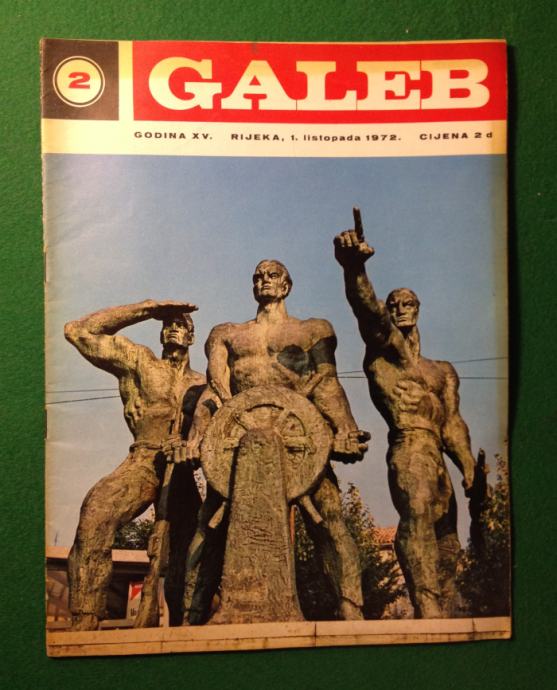 2
GALEB
GODINA XV. RIJEKA, 1. listopada 1972. CIJENA 2 d